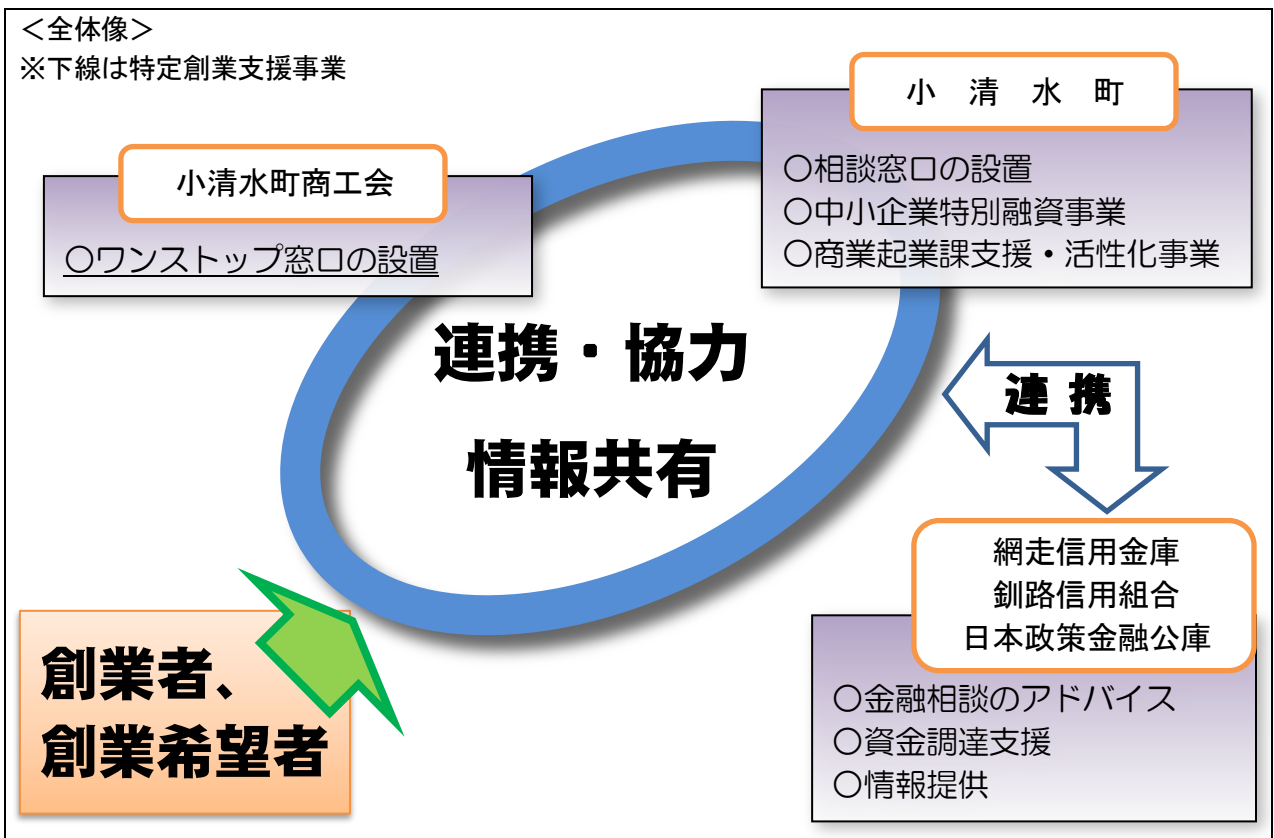 ＜全体像＞
※下線は特定創業支援事業
小清水町商工会
〇ワンストップ窓口の設置
小 清 水 町
〇相談窓口の設置
〇中小企業特別融資事業
〇商業起業課支援・活性化事業
連携・協力
情報共有
連 携
網走信用金庫
釧路信用組合
日本政策金融公庫
〇金融相談のアドバイス
〇資金調達支援
〇情報提供
創業者、
創業希望者